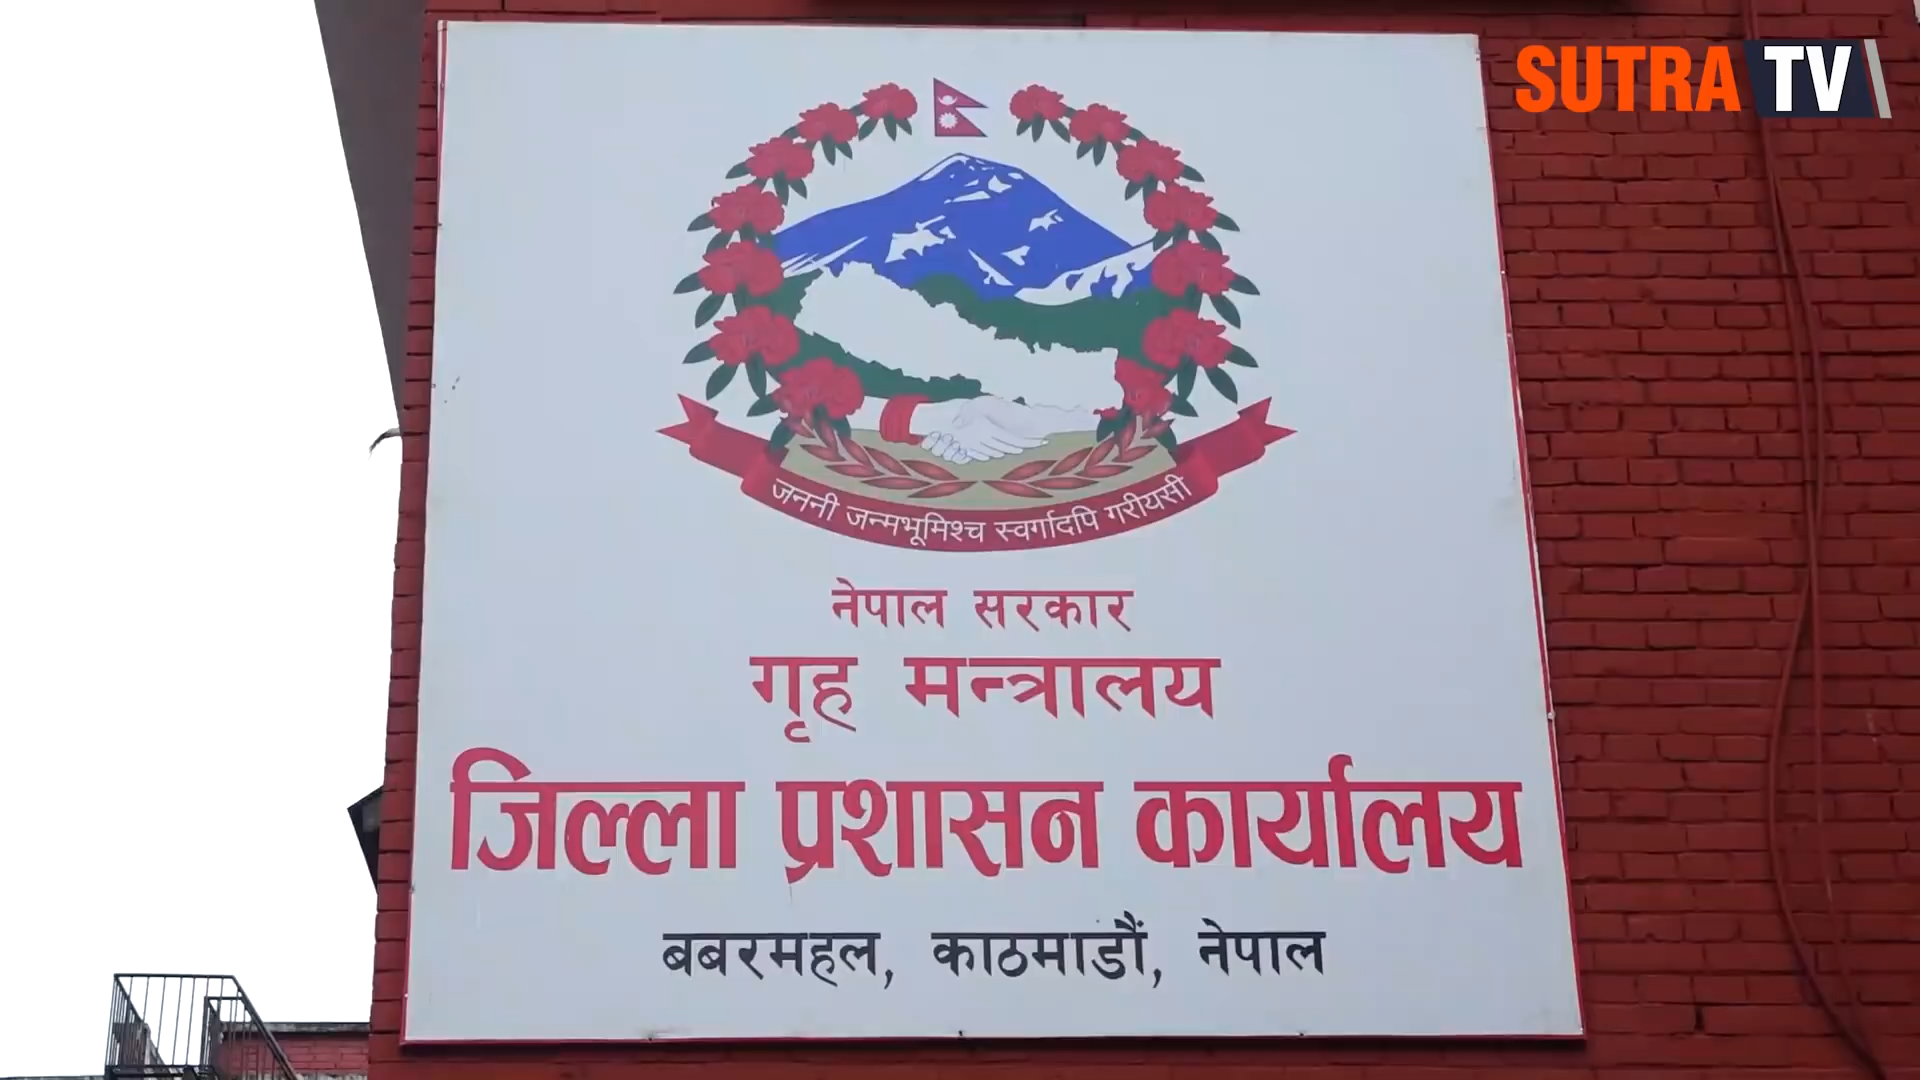 SUTRA TV
जननी जन्मभूमिश्च स्वर्गादपि गरीयसी
नेपाल सरकार
गृह मन्त्रालय
जिल्ला प्रशासन कार्यालय
बबरमहल, काठमाडौं, नेपाल